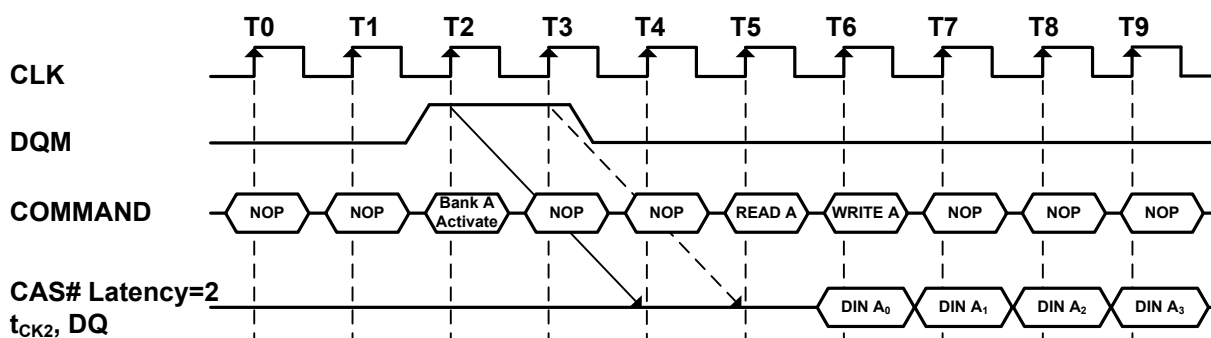 T0 T1 T2 T3 T4 T5 T6 T7 T8 T9
CLK
DQM
COMMAND NOP NOP Bank A Activate NOP NOP READ A WRITE A NOP NOP NOP
CAS# Latency=2
tCK2, DQ DIN A0 DIN A1 DIN A2 DIN A3